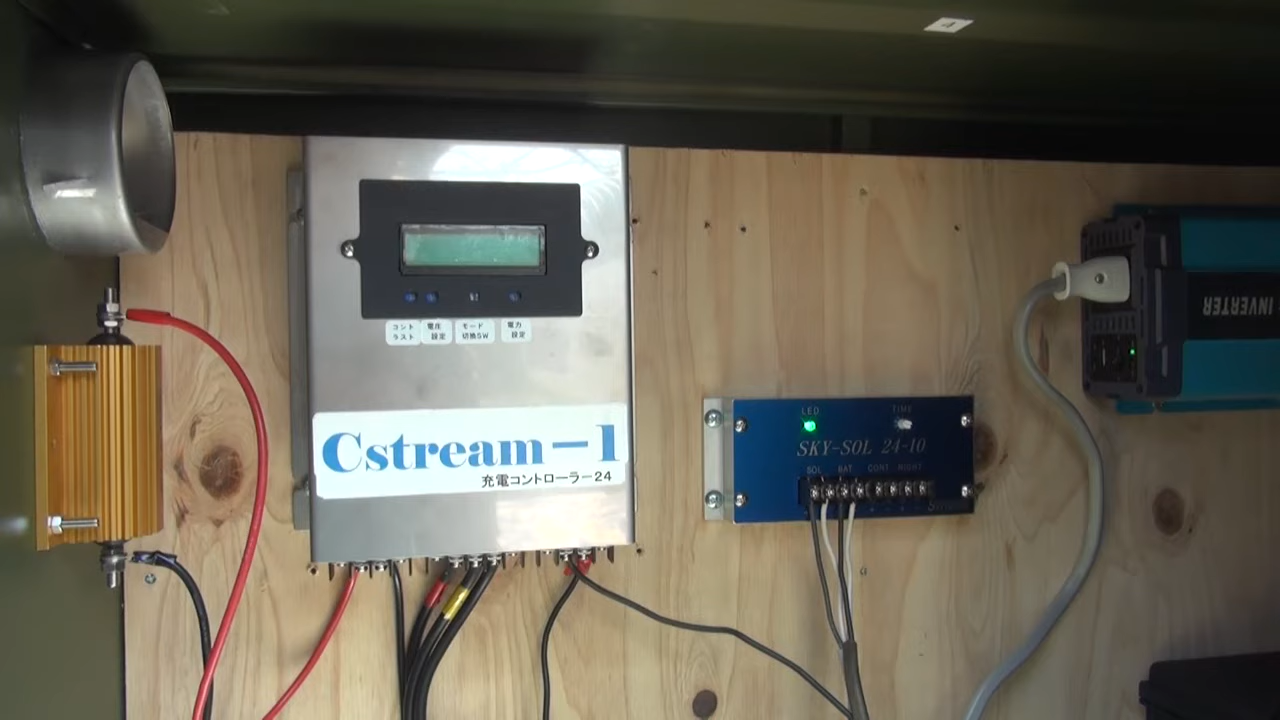 コント
ラスト
電圧
設定
モード
切換SW
電力
設定
Cstream-1
充電コントローラー24
LED
TIME
SKY-SOL 24-10
SOL BAT CONT NIGHT
INVERTER